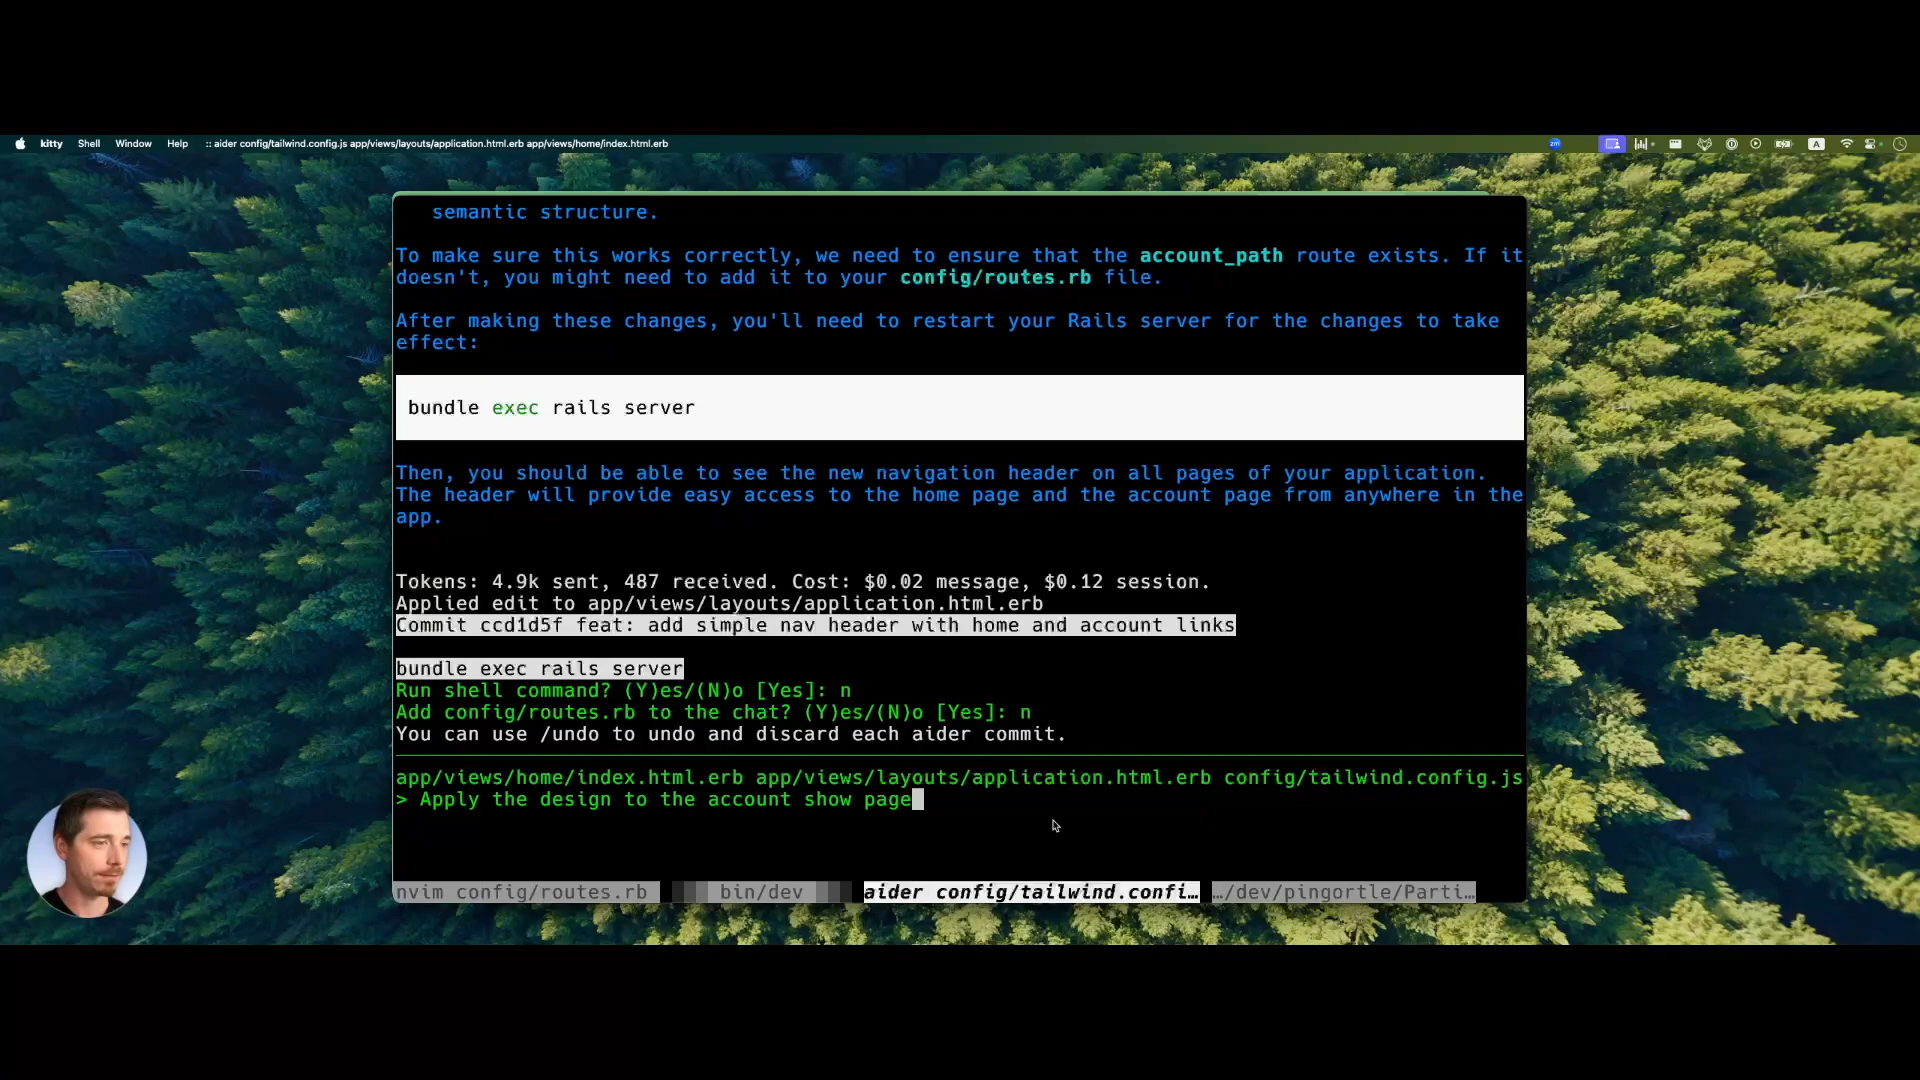 kitty Shell Window Help :: aider config/tailwind.config.js app/views/layouts/application.html.erb app/views/home/index.html.erb
zm
A
semantic structure.
To make sure this works correctly, we need to ensure that the account_path route exists. If it
doesn't, you might need to add it to your config/routes.rb file.
After making these changes, you'll need to restart your Rails server for the changes to take
effect:
bundle exec rails server
Then, you should be able to see the new navigation header on all pages of your application.
The header will provide easy access to the home page and the account page from anywhere in the
app.
Tokens: 4.9k sent, 487 received. Cost: $0.02 message, $0.12 session.
Applied edit to app/views/layouts/application.html.erb
Commit ccd1d5f feat: add simple nav header with home and account links
bundle exec rails server
Run shell command? (Y)es/(N)o [Yes]: n
Add config/routes.rb to the chat? (Y)es/(N)o [Yes]: n
You can use /undo to undo and discard each aider commit.
app/views/home/index.html.erb app/views/layouts/application.html.erb config/tailwind.config.js
> Apply the design to the account show page
nvim config/routes.rb bin/dev aider config/tailwind.confi… …/dev/pingortle/Parti…